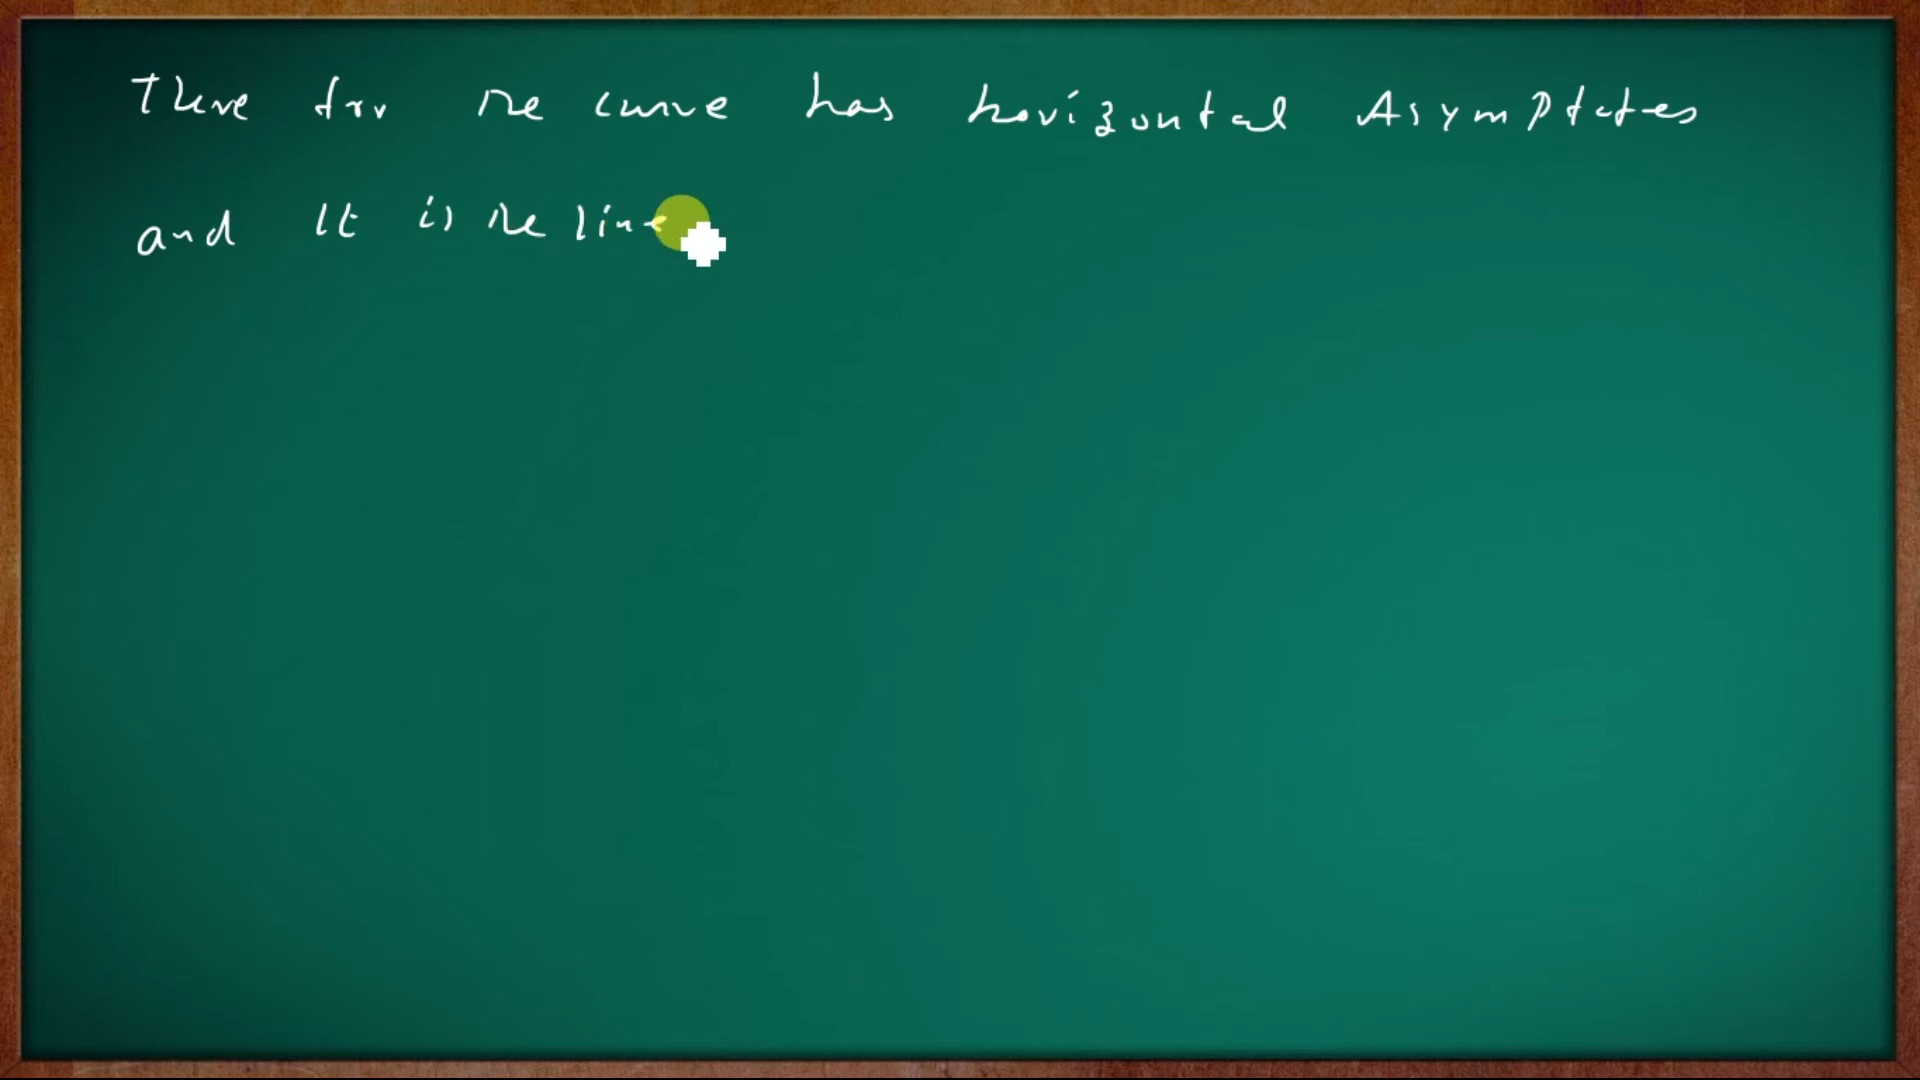 There for the curve has horizontal Asymptotes
and It is the line